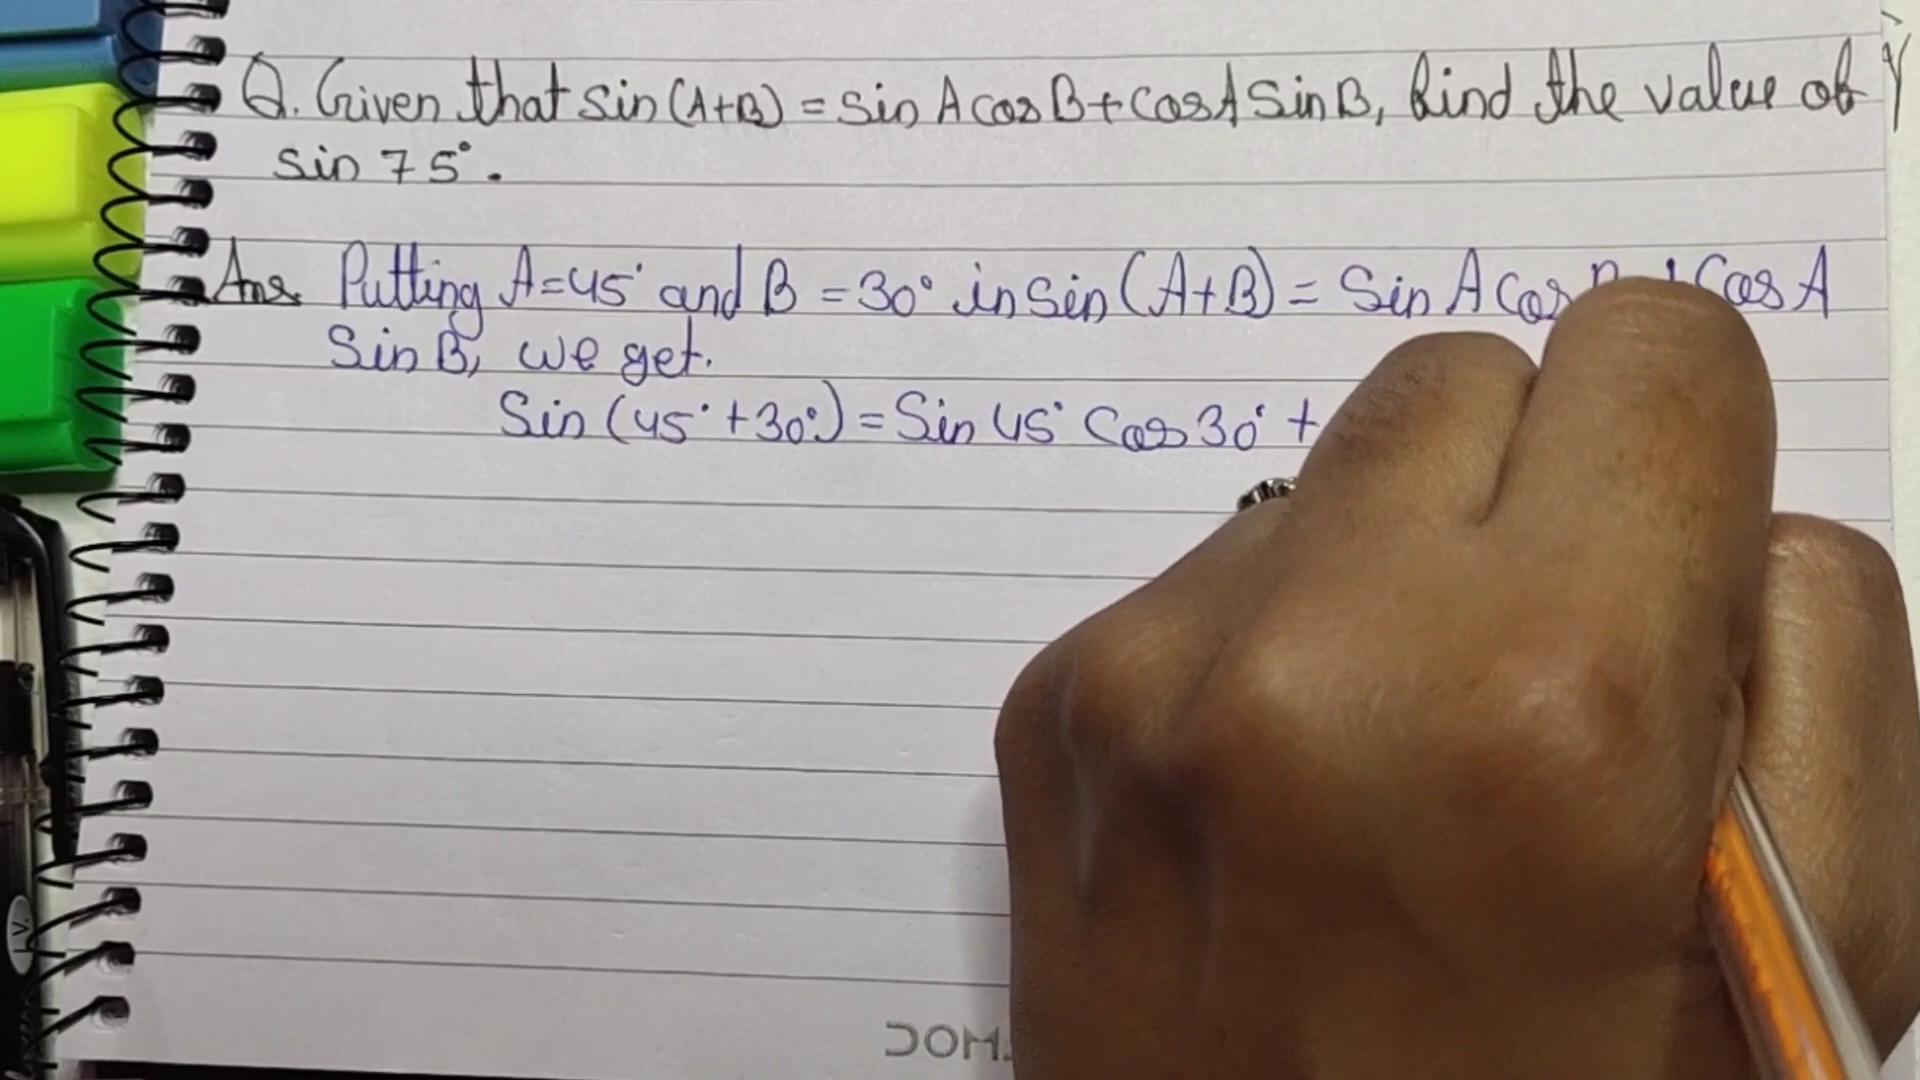 Q. Given that sin(A+B) = sin A cos B + cos A sin B, find the value of
sin 75°.
Ans Putting A=45° and B = 30° in sin (A+B) = Sin A Cos B + Cos A
Sin B, we get.
Sin (45° + 30°) = Sin 45° Cos 30° +